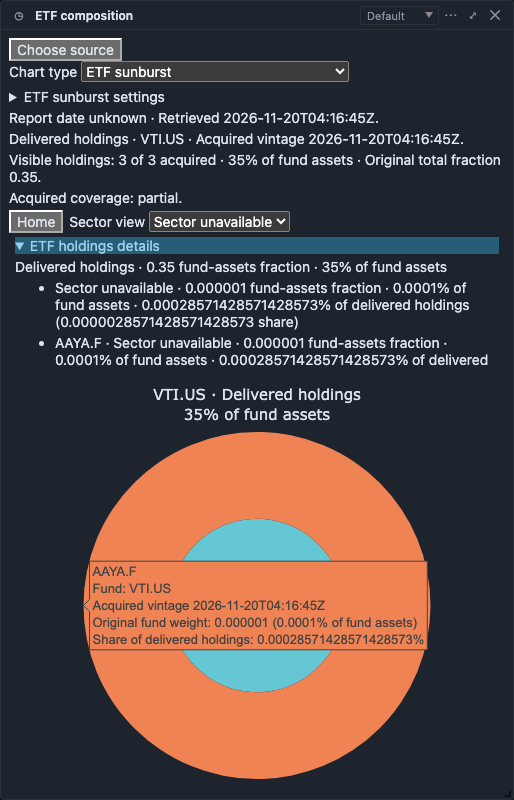 ETF composition
Default
Choose source
Chart type ETF sunburst
ETF sunburst settings
Report date unknown · Retrieved 2026-11-20T04:16:45Z.
Delivered holdings · VTI.US · Acquired vintage 2026-11-20T04:16:45Z.
Visible holdings: 3 of 3 acquired · 35% of fund assets · Original total fraction
0.35.
Acquired coverage: partial.
Home Sector view Sector unavailable
ETF holdings details
Delivered holdings · 0.35 fund-assets fraction · 35% of fund assets
• Sector unavailable · 0.000001 fund-assets fraction · 0.0001% of
fund assets · 0.00028571428571428573% of delivered holdings
(0.0000028571428571428573 share)
• AAYA.F · Sector unavailable · 0.000001 fund-assets fraction ·
0.0001% of fund assets · 0.00028571428571428573% of delivered
VTI.US · Delivered holdings
35% of fund assets
AAYA.F
Fund: VTI.US
Acquired vintage 2026-11-20T04:16:45Z
Original fund weight: 0.000001 (0.0001% of fund assets)
Share of delivered holdings: 0.00028571428571428573%